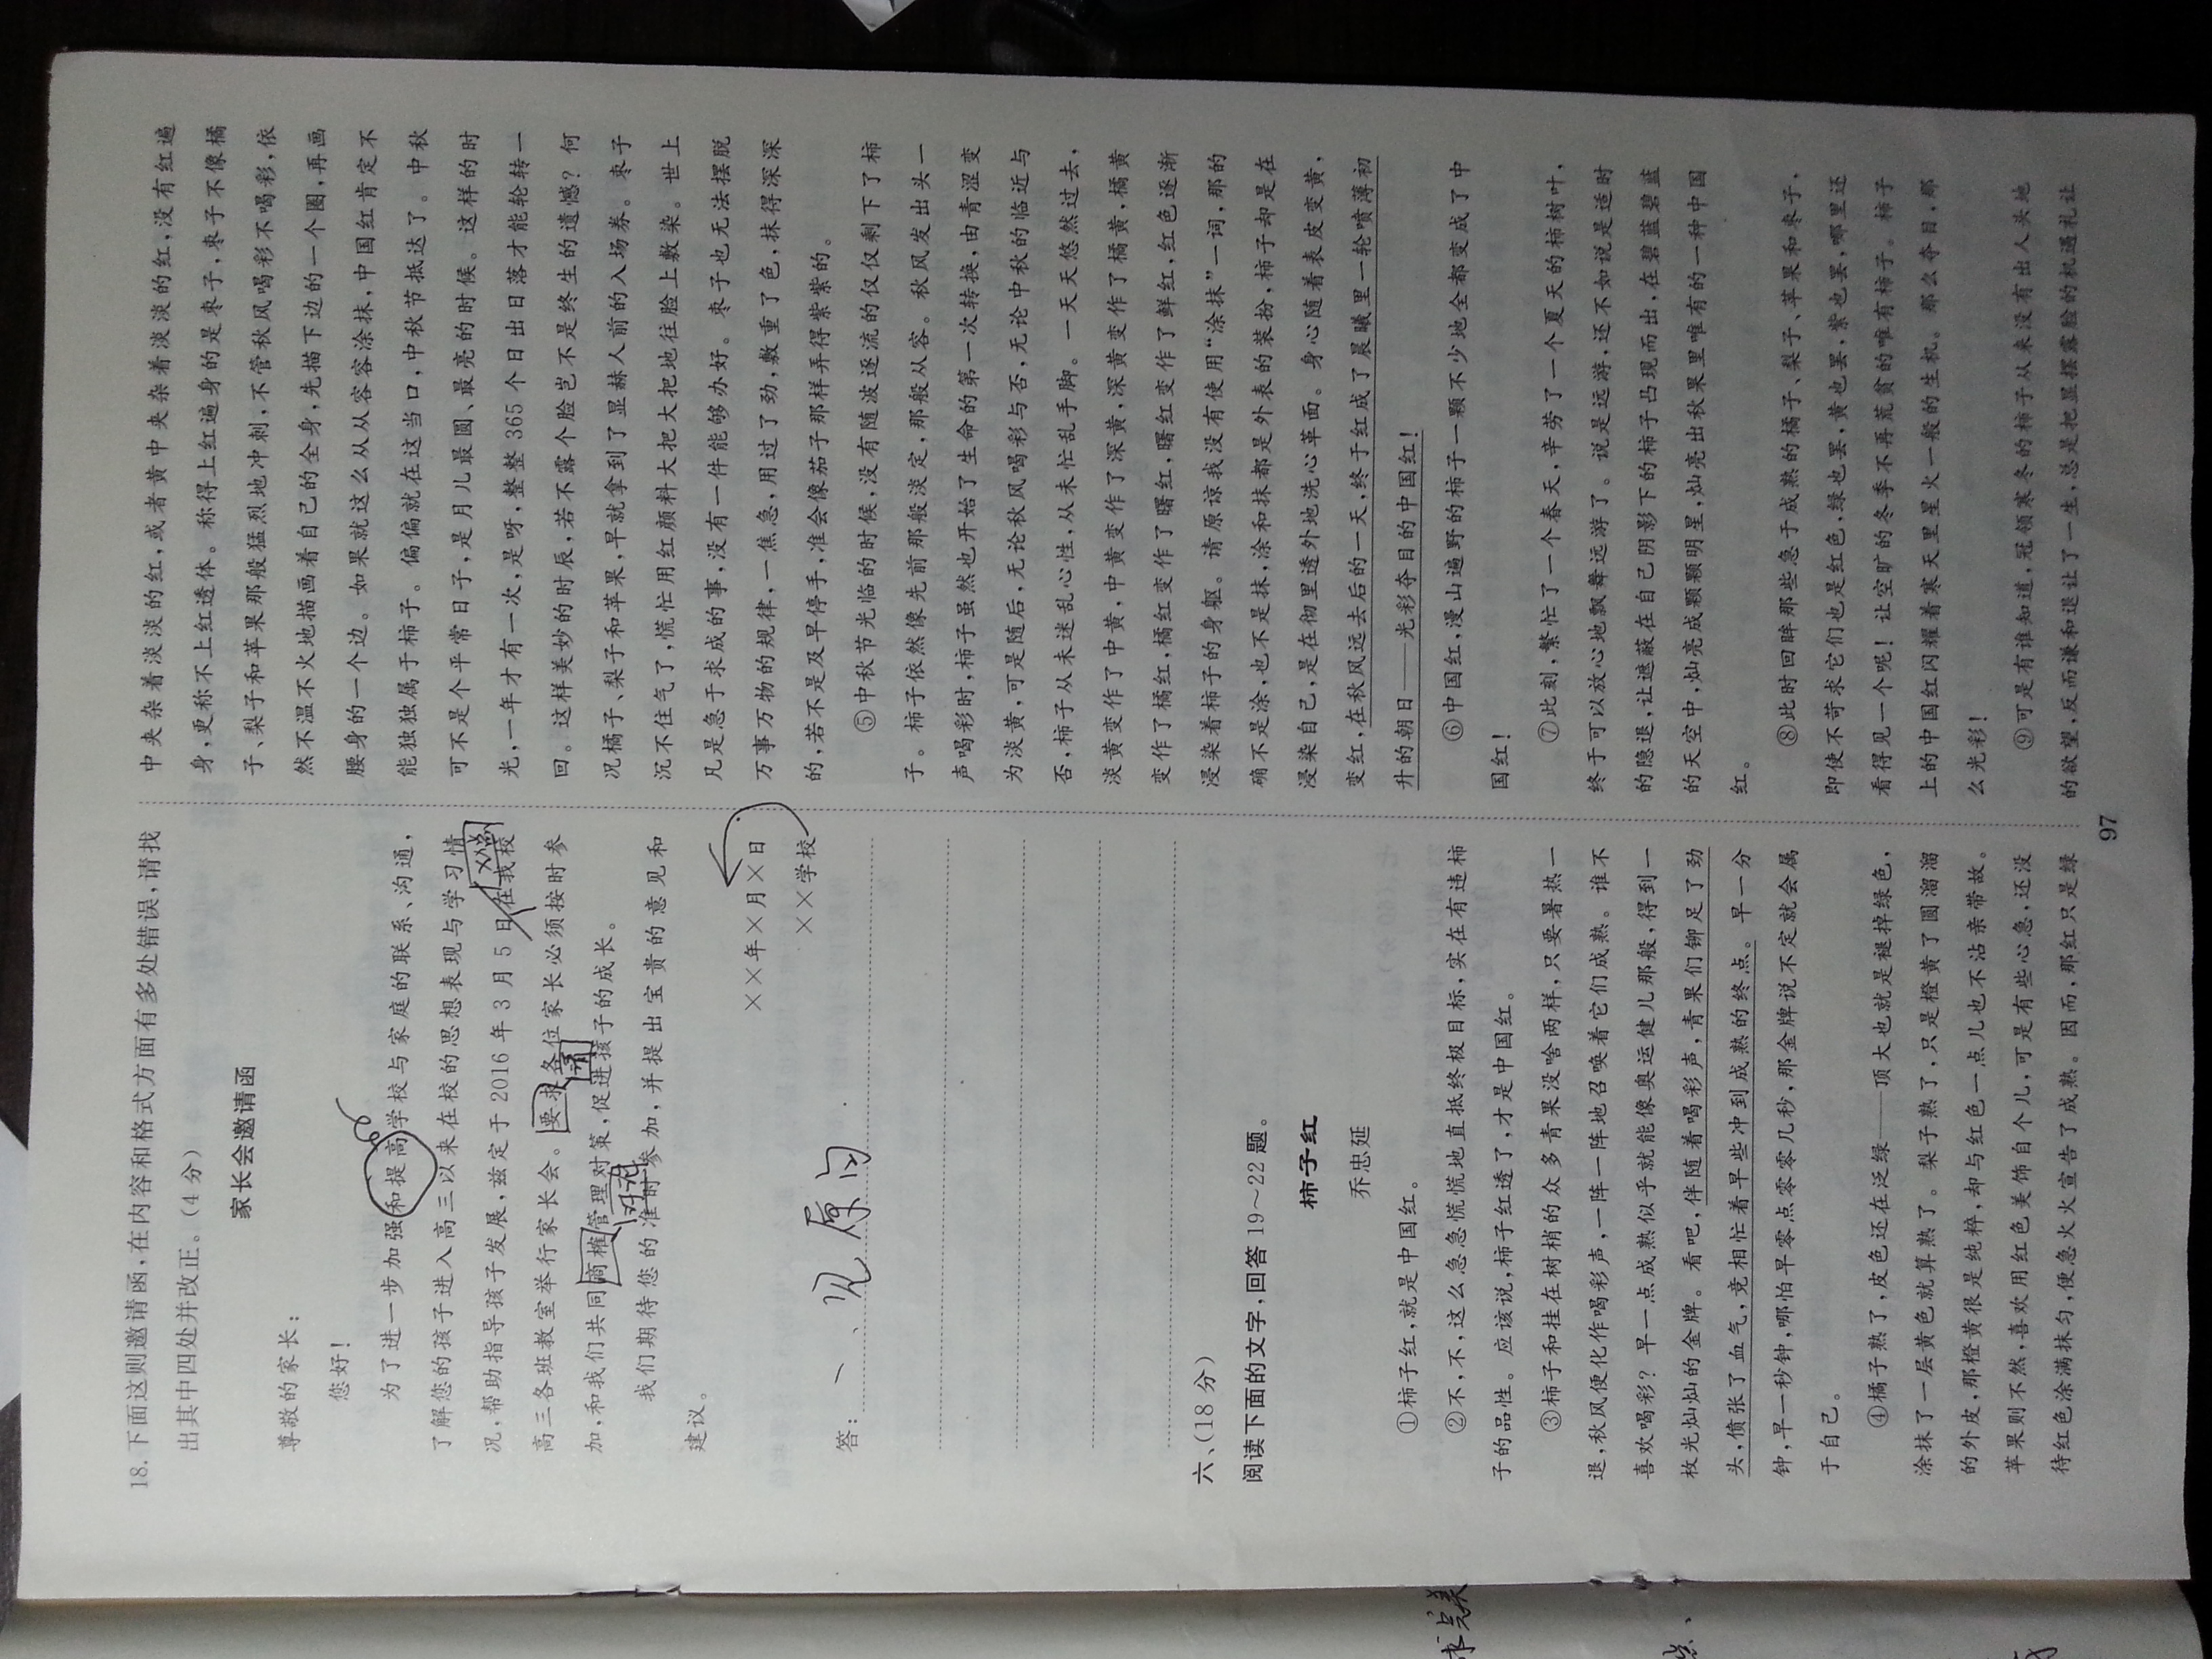 18. 下面这则邀请函,在内容和格式方面有多处错误,请找
出其中四处并改正。(4分)
家长会邀请函
尊敬的家长:
您好!
为了进一步加强和提高学校与家庭的联系、沟通,
了解您的孩子进入高三以来在校的思想表现与学习情
××点
况,帮助指导孩子发展,兹定于2016年3月5日在我校
高三各班教室举行家长会。要求各位家长必须按时参
请
加,和我们共同商榷管理对策,促进孩子的成长。
讨论
我们期待您的准时参加,并提出宝贵的意见和
建议。
××年×月×日
××学校
答: 一、见原句
六、(18分)
阅读下面的文字,回答19~22题。
柿子红
乔忠延
①柿子红,就是中国红。
②不,不,这么急急慌慌地直抵终极目标,实在有违柿
子的品性。应该说,柿子红透了,才是中国红。
③柿子和挂在树梢的众多青果没啥两样,只要暑热一
退,秋风便化作喝彩声,一阵一阵地召唤着它们成熟。谁不
喜欢喝彩?早一点成熟似乎就能像奥运健儿那般,得到一
枚光灿灿的金牌。看吧,伴随着喝彩声,青果们铆足了劲
头,偾张了血气,竞相忙着早些冲到成熟的终点。早一分
钟,早一秒钟,哪怕早零点零零几秒,那金牌说不定就会属
于自己。
④橘子熟了,皮色还在泛绿——顶大也就是褪掉绿色,
涂抹了一层黄色就算熟了。梨子熟了,只是橙黄了圆溜溜
的外皮,那橙黄很是纯粹,却与红色一点儿也不沾亲带故。
苹果则不然,喜欢用红色美饰自个儿,可是有些心急,还没
待红色涂满抹匀,便急火火宣告了成熟。因而,那红只是绿
中夹杂着淡淡的红,或者黄中夹杂着淡淡的红,没有红遍
身,更称不上红透体。称得上红遍身的是枣子,枣子不像橘
子、梨子和苹果那般猛烈地冲刺,不管秋风喝彩不喝彩,依
然不温不火地描画着自己的全身,先描下边的一个圈,再画
腰身的一个边。如果就这么从从容容涂抹,中国红肯定不
能独独属于柿子。偏偏就在这当口,中秋节抵达了。中秋
可不是个平常日子,是月儿最圆、最亮的时候。这样的时
光,一年才有一次,是呀,整整365个日出日落才能轮转一
回。这样美妙的时辰,若不露个脸岂不是终生的遗憾?何
况橘子、梨子和苹果,早就拿到了显赫人前的入场券。枣子
沉不住气了,慌忙用红颜料大把大把地往脸上敷染。世上
凡是急于求成的事,没有一件能够办好。枣子也无法摆脱
万事万物的规律,一焦急,用过了劲,敷重了色,抹得深深
的,若不是及早停手,准会像茄子那样弄得紫紫的。
⑤中秋节光临的时候,没有随波逐流的仅仅剩下了柿
子。柿子依然像先前那般淡定,那般从容。秋风发出头一
声喝彩时,柿子虽然也开始了生命的第一次转换,由青涩变
为淡黄,可是随后,无论秋风喝彩与否,无论中秋的临近与
否,柿子从未迷乱心性,从未忙乱手脚。一天天悠然过去,
淡黄变作了中黄,中黄变作了深黄,深黄变作了橘黄,橘黄
变作了橘红,橘红变作了曙红,曙红变作了鲜红,红色逐渐
浸染着柿子的身躯。请原谅我没有使用“涂抹”一词,那的
确不是涂,也不是抹,涂和抹都是外表的装扮,柿子却是在
浸染自己,是在彻里透外地洗心革面。身心随着表皮变黄,
变红,在秋风远去后的一天,终于红成了晨曦里一轮喷薄初
升的朝日——光彩夺目的中国红!
⑥中国红,漫山遍野的柿子一颗不少地全都变成了中
国红!
⑦此刻,繁忙了一个春天,辛劳了一个夏天的柿树叶,
终于可以放心地飘舞远游了。说是远游,还不如说是适时
的隐退,让遮蔽在自己阴影下的柿子凸现而出,在碧蓝碧蓝
的天空中,灿亮成颗颗明星,灿亮出秋果里唯有的一种中国
红。
⑧此时回眸那些急于成熟的橘子、梨子、苹果和枣子,
即使不苛求它们也是红色,绿也罢,黄也罢,紫也罢,哪里还
看得见一个呢!让空旷的冬季不再荒贫的唯有柿子。柿子
上的中国红闪耀着寒天里星火一般的生机。那么夺目,那
么光彩!
⑨可是有谁知道,冠领寒冬的柿子从来没有出人头地
的欲望,反而谦和退让了一生,总是把显摆露脸的机遇礼让
97
求完美